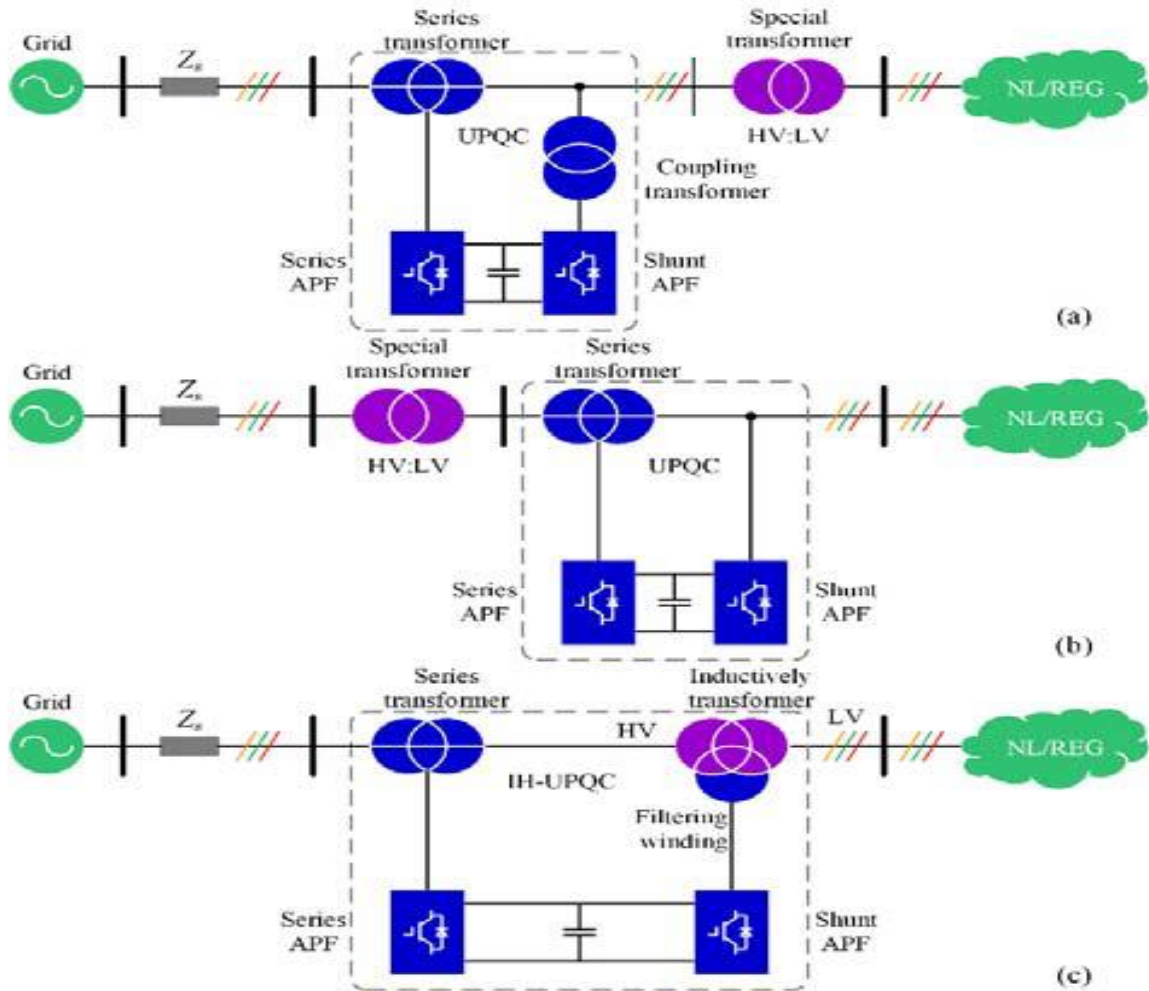 Series
transformer
Special
transformer
Grid
Zs
NL/REG
UPQC
HV:LV
Coupling
transformer
Series
APF
Shunt
APF
(a)
Special
transformer
Series
transformer
Grid
Zs
NL/REG
HV:LV
UPQC
Series
APF
Shunt
APF
(b)
Series
transformer
Inductively
transformer
Grid
Zs
HV
LV
NL/REG
IH-UPQC
Filtering
winding
Series
APF
Shunt
APF
(c)